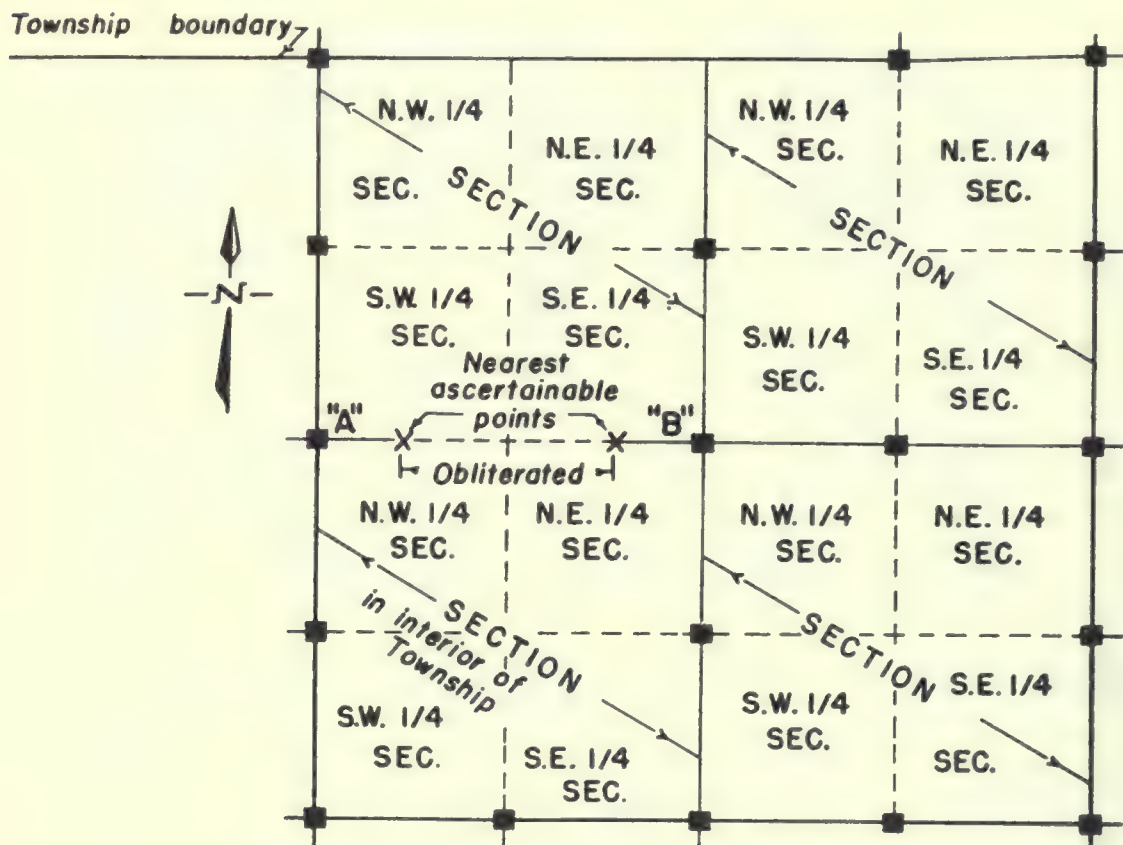 Township boundary
N.W. 1/4
SEC.
N.E. 1/4
SEC.
SECTION
N.W. 1/4
SEC.
N.E. 1/4
SEC.
SECTION
N
S.W. 1/4
SEC.
S.E. 1/4
SEC.
S.W. 1/4
SEC.
S.E. 1/4
SEC.
Nearest
ascertainable
points
"A"
"B"
Obliterated
N.W. 1/4
SEC.
N.E. 1/4
SEC.
N.W. 1/4
SEC.
N.E. 1/4
SEC.
SECTION
in interior of
Township
SECTION
S.W. 1/4
SEC.
S.E. 1/4
SEC.
S.W. 1/4
SEC.
S.E. 1/4
SEC.